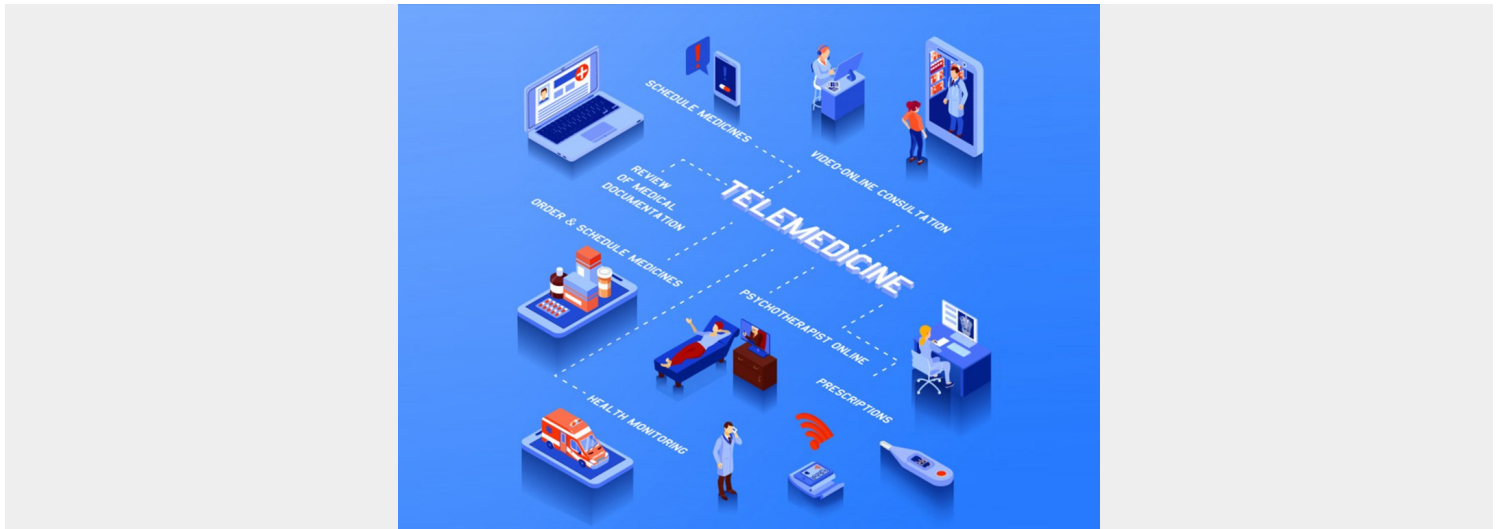 SCHEDULE MEDICINES
VIDEO-ONLINE CONSULTATION
REVIEW
OF MEDICAL
DOCUMENTATION
TELEMEDICINE
ORDER & SCHEDULE MEDICINES
PSYCHOTHERAPIST ONLINE
PRESCRIPTIONS
HEALTH MONITORING